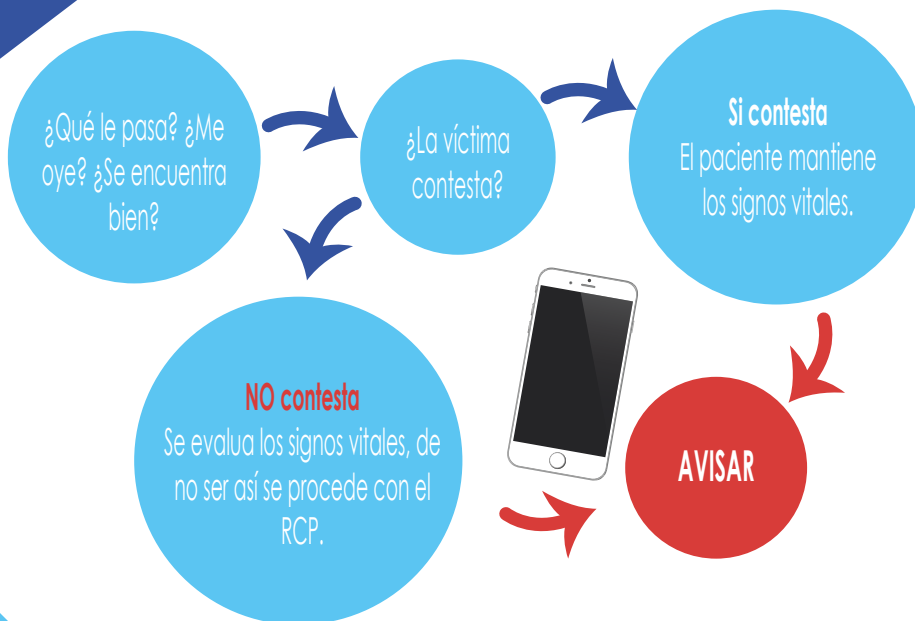 ¿Qué le pasa? ¿Me
oye? ¿Se encuentra
bien?
¿La víctima
contesta?
Si contesta
El paciente mantiene
los signos vitales.
NO contesta
Se evalua los signos vitales, de
no ser así se procede con el
RCP.
AVISAR